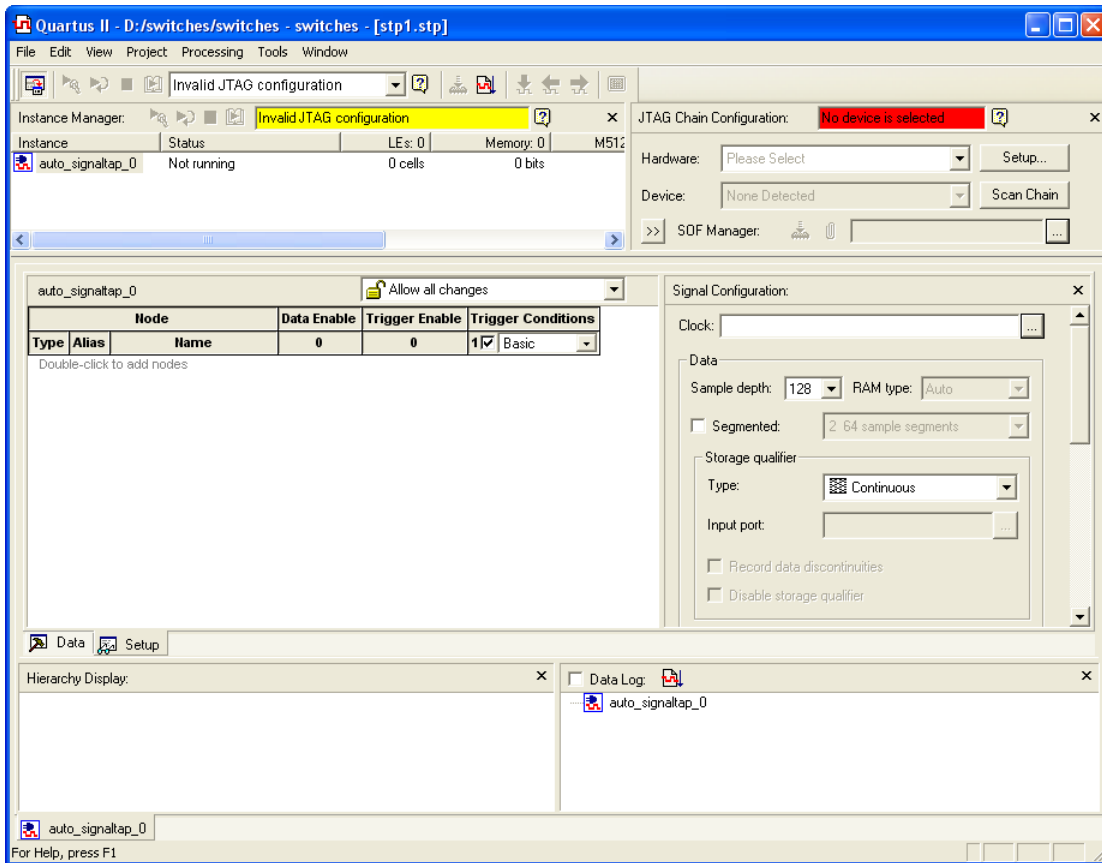 Quartus II - D:/switches/switches - switches - [stp1.stp]
File Edit View Project Processing Tools Window
Invalid JTAG configuration
Instance Manager: Invalid JTAG configuration
Instance Status LEs: 0 Memory: 0 M512
auto_signaltap_0 Not running 0 cells 0 bits
JTAG Chain Configuration: No device is selected
Hardware: Please Select Setup...
Device: None Detected Scan Chain
>> SOF Manager: ...
auto_signaltap_0 Allow all changes
Node Data Enable Trigger Enable Trigger Conditions
Type Alias Name 0 0 1 Basic
Double-click to add nodes
Signal Configuration:
Clock: ...
Data
Sample depth: 128 RAM type: Auto
Segmented: 2 64 sample segments
Storage qualifier
Type: Continuous
Input port: ...
Record data discontinuities
Disable storage qualifier
Data Setup
Hierarchy Display:
Data Log:
auto_signaltap_0
auto_signaltap_0
For Help, press F1